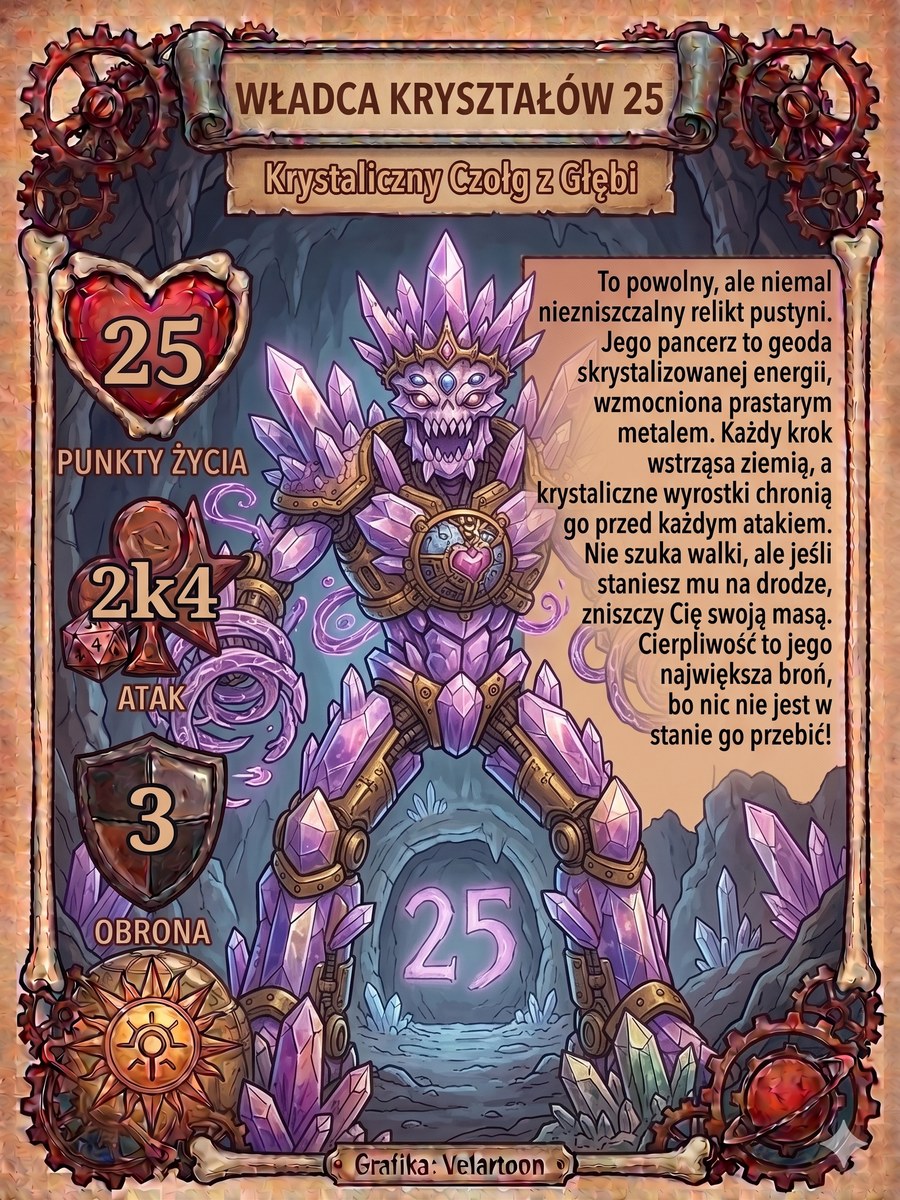 WŁADCA KRYSZTAŁÓW 25
Krystaliczny Czołg z Głębi
25
PUNKTY ŻYCIA
2k4
4
ATAK
3
OBRONA
To powolny, ale niemal
niezniszczalny relikt pustyni.
Jego pancerz to geoda
skrystalizowanej energii,
wzmocniona prastarym
metalem. Każdy krok
wstrząsa ziemią, a
krystaliczne wyrostki chronią
go przed każdym atakiem.
Nie szuka walki, ale jeśli
staniesz mu na drodze,
zniszczy Cię swoją masą.
Cierpliwość to jego
największa broń,
bo nic nie jest w
stanie go przebić!
25
Grafika: Velartoon